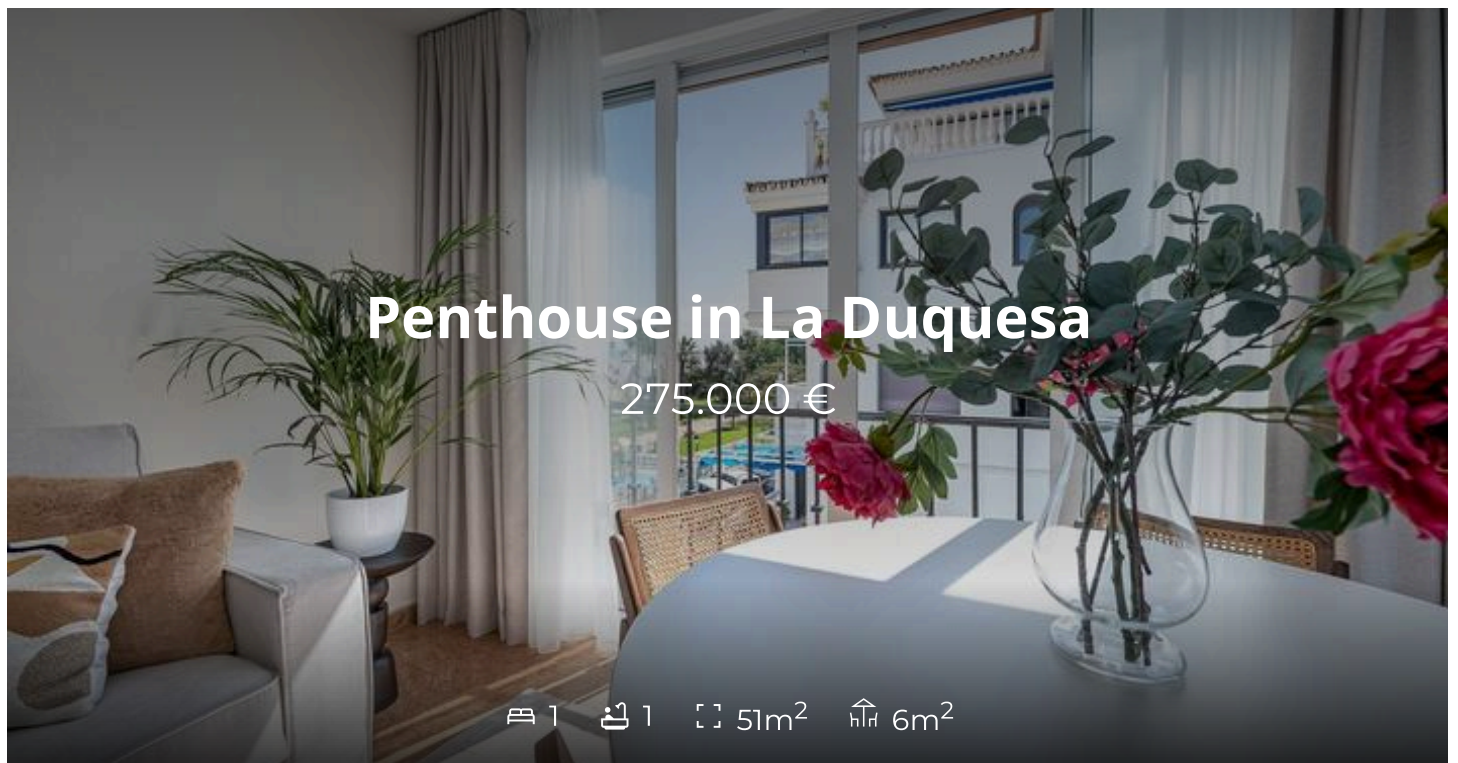 Penthouse in La Duquesa
275.000 €
1 1 51m² 6m²